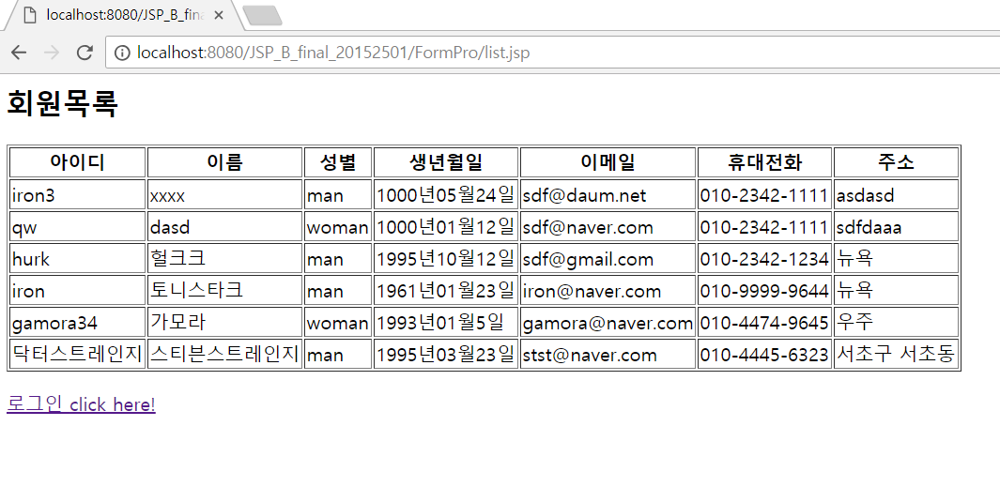 localhost:8080/JSP_B_fina
localhost:8080/JSP_B_final_20152501/FormPro/list.jsp
회원목록
아이디 이름 성별 생년월일 이메일 휴대전화 주소
iron3 xxxx man 1000년05월24일 sdf@daum.net 010-2342-1111 asdasd
qw dasd woman 1000년01월12일 sdf@naver.com 010-2342-1111 sdfdaaa
hurk 헐크크 man 1995년10월12일 sdf@gmail.com 010-2342-1234 뉴욕
iron 토니스타크 man 1961년01월23일 iron@naver.com 010-9999-9644 뉴욕
gamora34 가모라 woman 1993년01월5일 gamora@naver.com 010-4474-9645 우주
닥터스트레인지 스티븐스트레인지 man 1995년03월23일 stst@naver.com 010-4445-6323 서초구 서초동
로그인 click here!